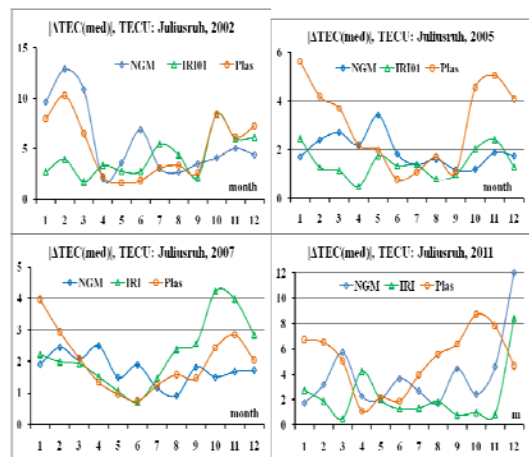 |ΔTEC(med)|, TECU: Juliusruh, 2002
NGM IRI01 Plas
15
10
5
0
month
1 2 3 4 5 6 7 8 9 10 11 12
|ΔTEC(med)|, TECU: Juliusruh, 2005
NGM IRI01 Plas
6
4
2
0
month
1 2 3 4 5 6 7 8 9 10 11 12
|ΔTEC(med)|, TECU: Juliusruh, 2007
NGM IRI Plas
5
4
3
2
1
0
month
1 2 3 4 5 6 7 8 9 10 11 12
|ΔTEC(med)|, TECU: Juliusruh, 2011
NGM IRI Plas
12
10
8
6
4
2
0
m
1 2 3 4 5 6 7 8 9 10 11 12